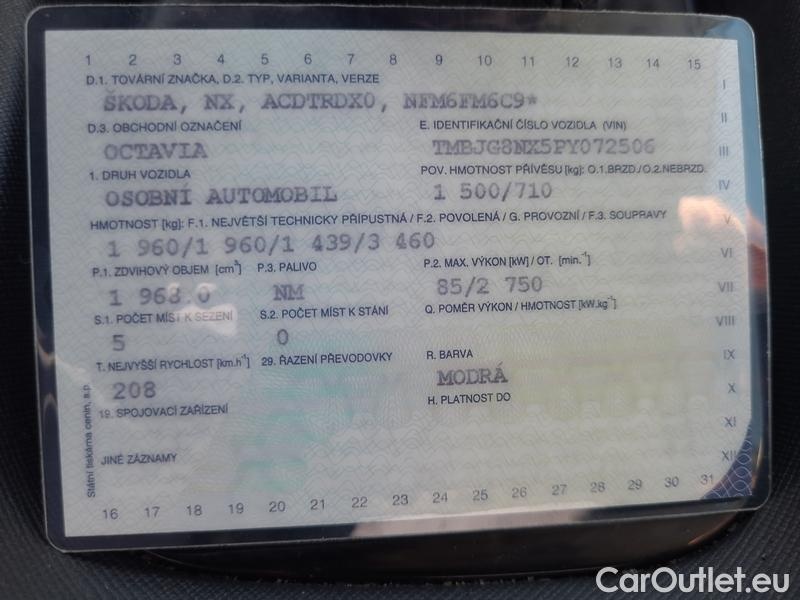 1 2 3 4 5 6 7 8 9 10 11 12 13 14 15
D.1. TOVÁRNÍ ZNAČKA, D.2. TYP, VARIANTA, VERZE I
ŠKODA, NX, ACDTRDX0, NFM6FM6C9*
D.3. OBCHODNÍ OZNAČENÍ E. IDENTIFIKAČNÍ ČÍSLO VOZIDLA (VIN) II
OCTAVIA TMBJG8NX5PY072506 III
1. DRUH VOZIDLA POV. HMOTNOST PŘÍVĚSU [kg]: O.1.BRZD./O.2.NEBRZD.
OSOBNÍ AUTOMOBIL 1 500/710 IV
HMOTNOST [kg]: F.1. NEJVĚTŠÍ TECHNICKY PŘÍPUSTNÁ / F.2. POVOLENÁ / G. PROVOZNÍ / F.3. SOUPRAVY V
1 960/1 960/1 439/3 460
P.1. ZDVIHOVÝ OBJEM [cm³] P.3. PALIVO P.2. MAX. VÝKON [kW] / OT. [min.⁻¹] VI
1 968.0 NM 85/2 750 VII
S.1. POČET MÍST K SEZENÍ S.2. POČET MÍST K STÁNÍ Q. POMĚR VÝKON / HMOTNOST [kW.kg⁻¹]
5 0 VIII
T. NEJVYŠŠÍ RYCHLOST [km.h⁻¹] 29. ŘAZENÍ PŘEVODOVKY R. BARVA IX
208 MODRÁ
19. SPOJOVACÍ ZAŘÍZENÍ H. PLATNOST DO X
XI
JINÉ ZÁZNAMY XII
Státní tiskárna cenin, s.p.
16 17 18 19 20 21 22 23 24 25 26 27 28 29 30 31
CarOutlet.eu